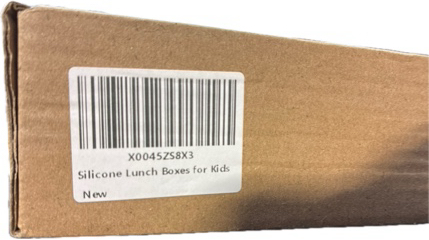 X0045ZS8X3
Silicone Lunch Boxes for Kids
New